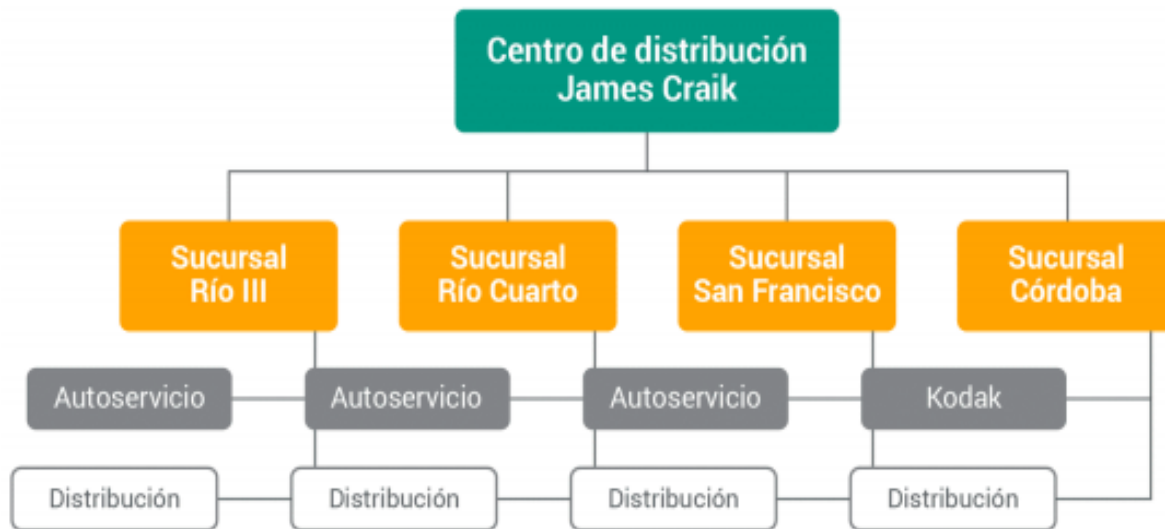 Centro de distribución
James Craik
Sucursal
Río III
Sucursal
Río Cuarto
Sucursal
San Francisco
Sucursal
Córdoba
Autoservicio
Autoservicio
Autoservicio
Kodak
Distribución
Distribución
Distribución
Distribución